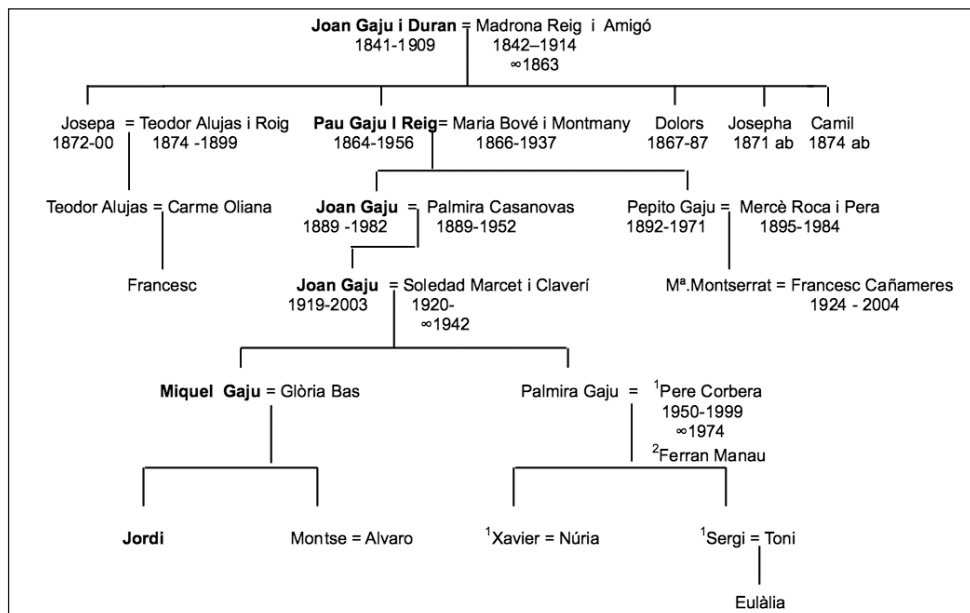 Joan Gaju i Duran = Madrona Reig i Amigó
1841-1909 1842–1914
∞1863
Josepa = Teodor Alujas i Roig Pau Gaju I Reig= Maria Bové i Montmany Dolors Josepha Camil
1872-00 1874 -1899 1864-1956 1866-1937 1867-87 1871 ab 1874 ab
Teodor Alujas = Carme Oliana Joan Gaju = Palmira Casanovas Pepito Gaju = Mercè Roca i Pera
1889 -1982 1889-1952 1892-1971 1895-1984
Francesc Joan Gaju = Soledad Marcet i Claverí Mª.Montserrat = Francesc Cañameres
1919-2003 1920- 1924 - 2004
∞1942
Miquel Gaju = Glòria Bas Palmira Gaju = ¹Pere Corbera
1950-1999
∞1974
²Ferran Manau
Jordi Montse = Alvaro ¹Xavier = Núria ¹Sergi = Toni
Eulàlia